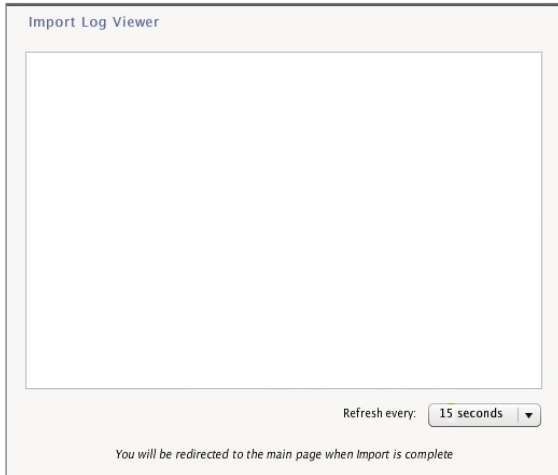 Import Log Viewer
Refresh every: 15 seconds
You will be redirected to the main page when Import is complete